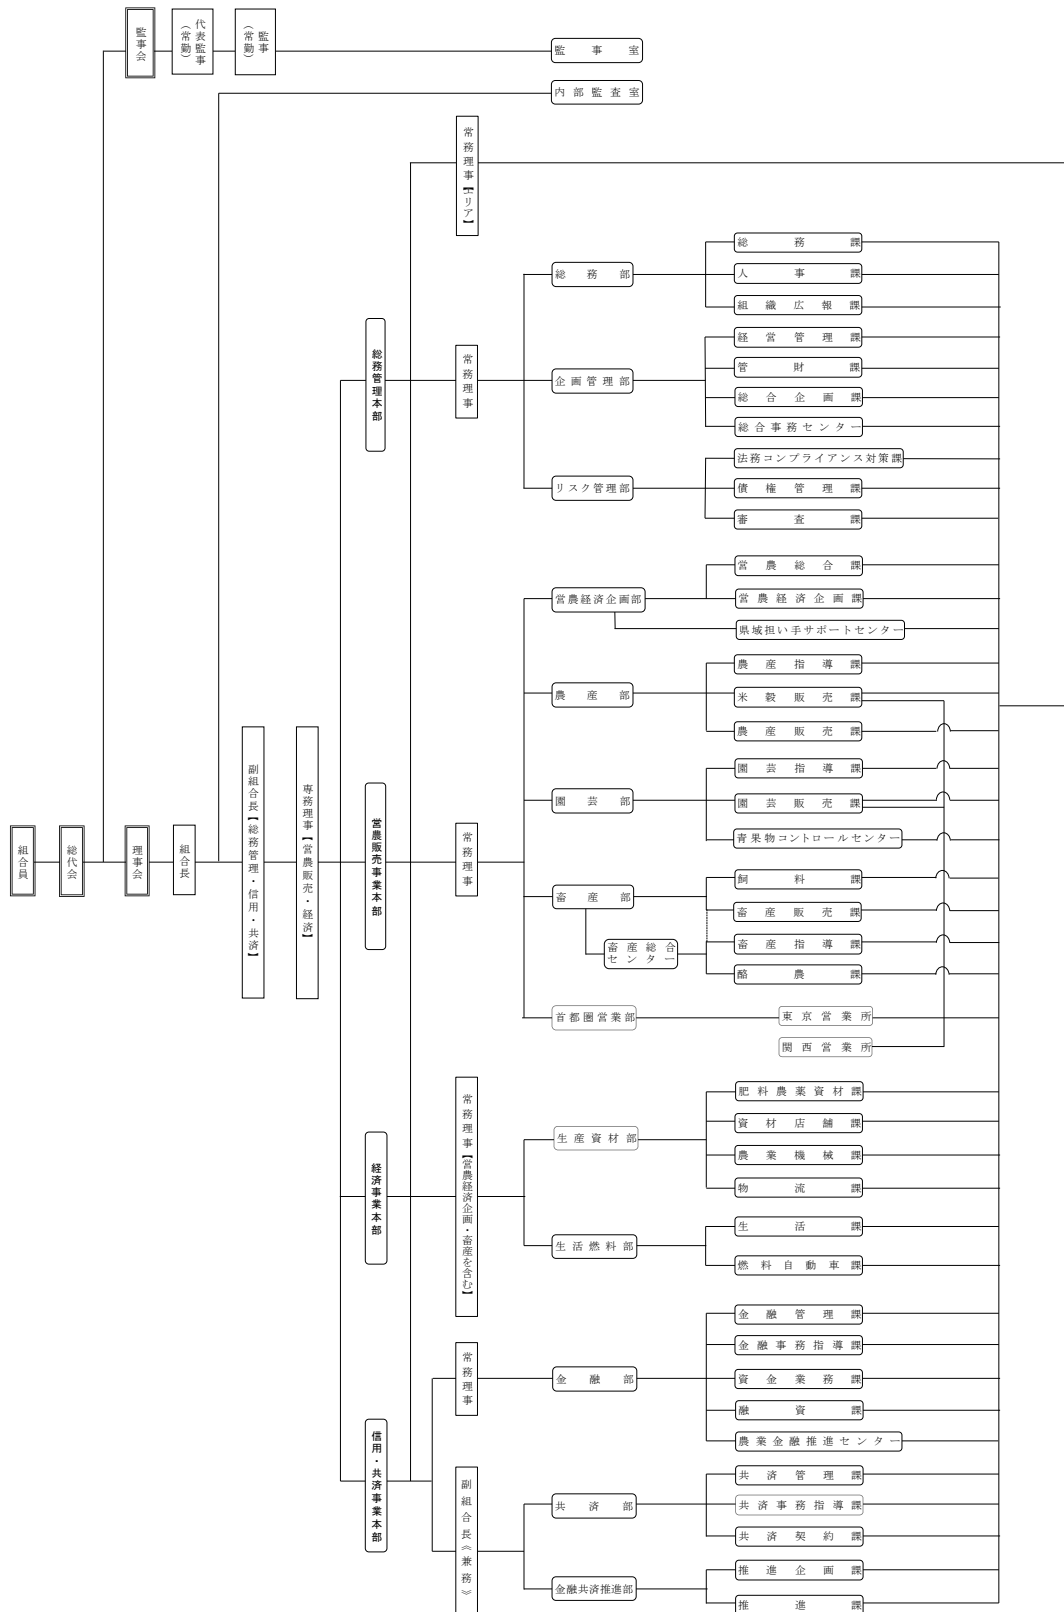 監事会
代表監事
（常勤）
監事
（常勤）
監事室
内部監査室
常務理事【エリア】
総務課
総務部
人事課
組織広報課
総務管理本部
常務理事
経営管理課
管財課
企画管理部
総合企画課
総合事務センター
法務コンプライアンス対策課
リスク管理部
債権管理課
審査課
営農総合課
営農経済企画部
営農経済企画課
県域担い手サポートセンター
農産指導課
農産部
米穀販売課
農産販売課
園芸指導課
園芸部
園芸販売課
青果物コントロールセンター
組合員
総代会
理事会
組合長
副組合長【総務管理・信用・共済】
専務理事【営農販売・経済】
営農販売事業本部
常務理事
飼料課
畜産部
畜産販売課
畜産総合
センター
畜産指導課
酪農課
首都圏営業部
東京営業所
関西営業所
経済事業本部
常務理事【営農経済企画・畜産を含む】
肥料農薬資材課
資材店舗課
生産資材部
農業機械課
物流課
生活課
生活燃料部
燃料自動車課
信用・共済事業本部
常務理事
金融管理課
金融事務指導課
金融部
資金業務課
融資課
農業金融推進センター
副組合長《兼務》
共済管理課
共済部
共済事務指導課
共済契約課
推進企画課
金融共済推進部
推進課